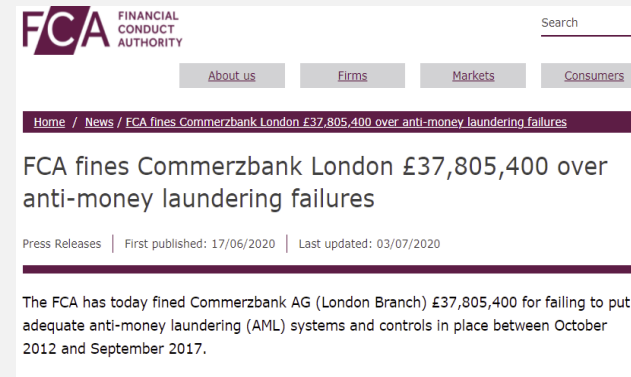 FCA FINANCIAL
CONDUCT
AUTHORITY
Search
About us Firms Markets Consumers
Home / News / FCA fines Commerzbank London £37,805,400 over anti-money laundering failures
FCA fines Commerzbank London £37,805,400 over
anti-money laundering failures
Press Releases First published: 17/06/2020 Last updated: 03/07/2020
The FCA has today fined Commerzbank AG (London Branch) £37,805,400 for failing to put
adequate anti-money laundering (AML) systems and controls in place between October
2012 and September 2017.